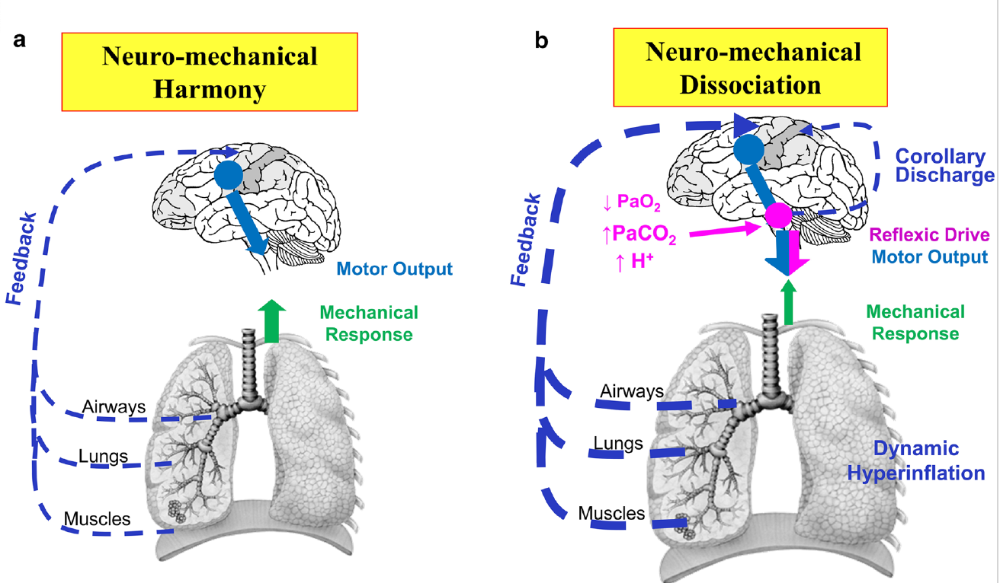 a
Neuro-mechanical
Harmony
Feedback
Motor Output
Mechanical
Response
Airways
Lungs
Muscles
b
Neuro-mechanical
Dissociation
Corollary
Discharge
Feedback
↓ PaO₂
↑PaCO₂
↑ H⁺
Reflexic Drive
Motor Output
Mechanical
Response
Airways
Lungs
Dynamic
Hyperinflation
Muscles